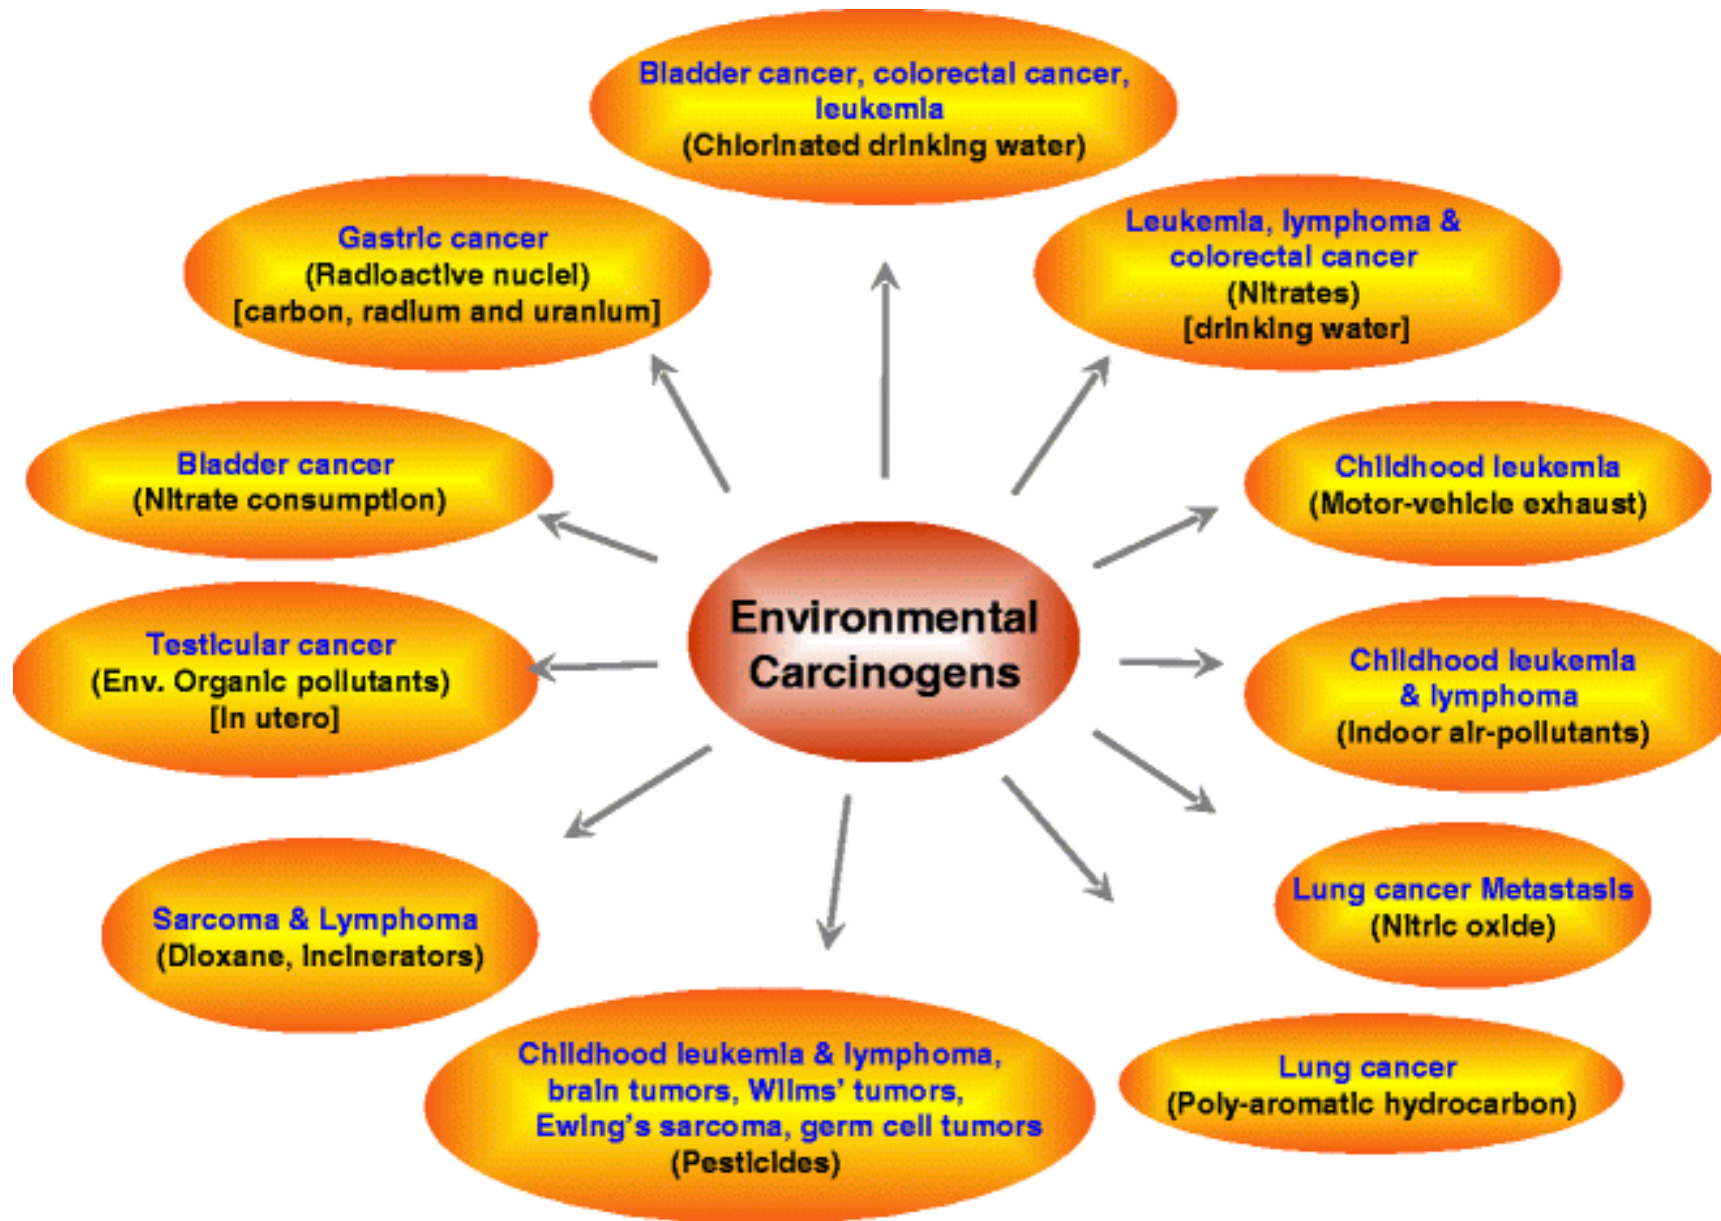 Bladder cancer, colorectal cancer,
leukemia
(Chlorinated drinking water)
Gastric cancer
(Radioactive nuclei)
[carbon, radium and uranium]
Leukemia, lymphoma &
colorectal cancer
(Nitrates)
[drinking water]
Bladder cancer
(Nitrate consumption)
Childhood leukemia
(Motor-vehicle exhaust)
Environmental
Carcinogens
Testicular cancer
(Env. Organic pollutants)
[In utero]
Childhood leukemia
& lymphoma
(Indoor air-pollutants)
Sarcoma & Lymphoma
(Dioxane, incinerators)
Lung cancer Metastasis
(Nitric oxide)
Childhood leukemia & lymphoma,
brain tumors, Wilms' tumors,
Ewing's sarcoma, germ cell tumors
(Pesticides)
Lung cancer
(Poly-aromatic hydrocarbon)